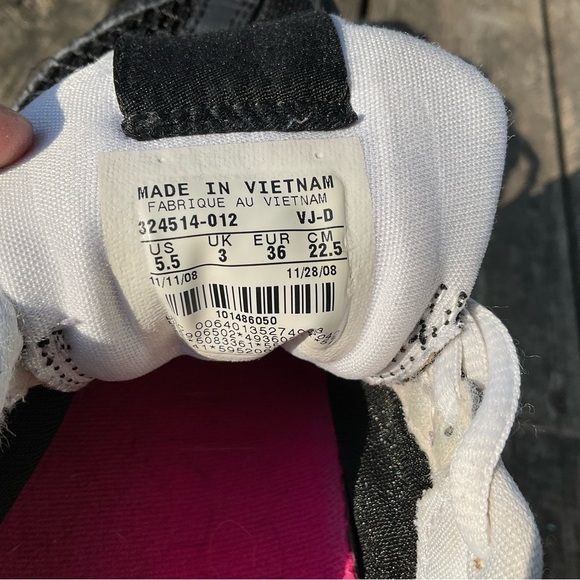 MADE IN VIETNAM
FABRIQUE AU VIETNAM
324514-012 VJ-D
US UK EUR CM
5.5 3 36 22.5
11/11/08 11/28/08
101486050